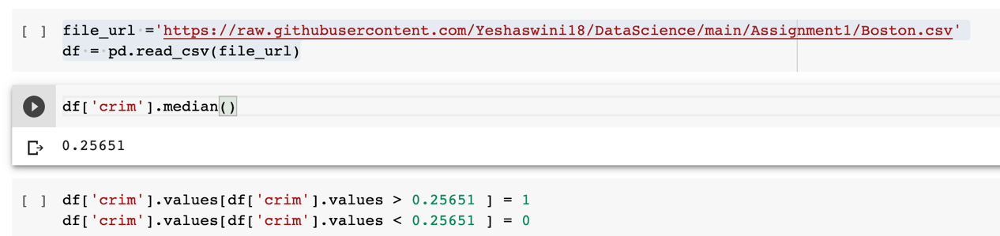 [ ] file_url ='https://raw.githubusercontent.com/Yeshaswini18/DataScience/main/Assignment1/Boston.csv'
df = pd.read_csv(file_url)
df['crim'].median()
0.25651
[ ] df['crim'].values[df['crim'].values > 0.25651 ] = 1
df['crim'].values[df['crim'].values < 0.25651 ] = 0